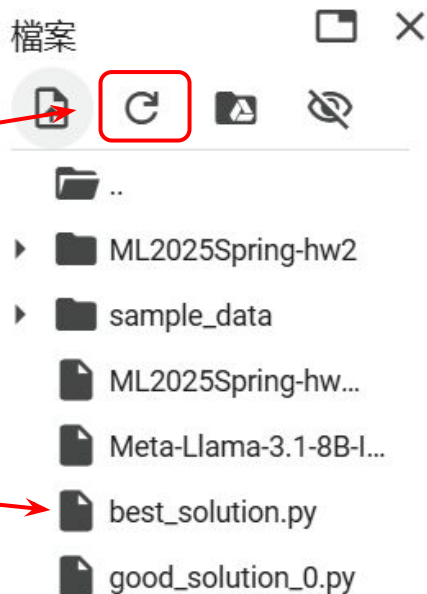 檔案
..
ML2025Spring-hw2
sample_data
ML2025Spring-hw...
Meta-Llama-3.1-8B-I...
best_solution.py
good_solution_0.py